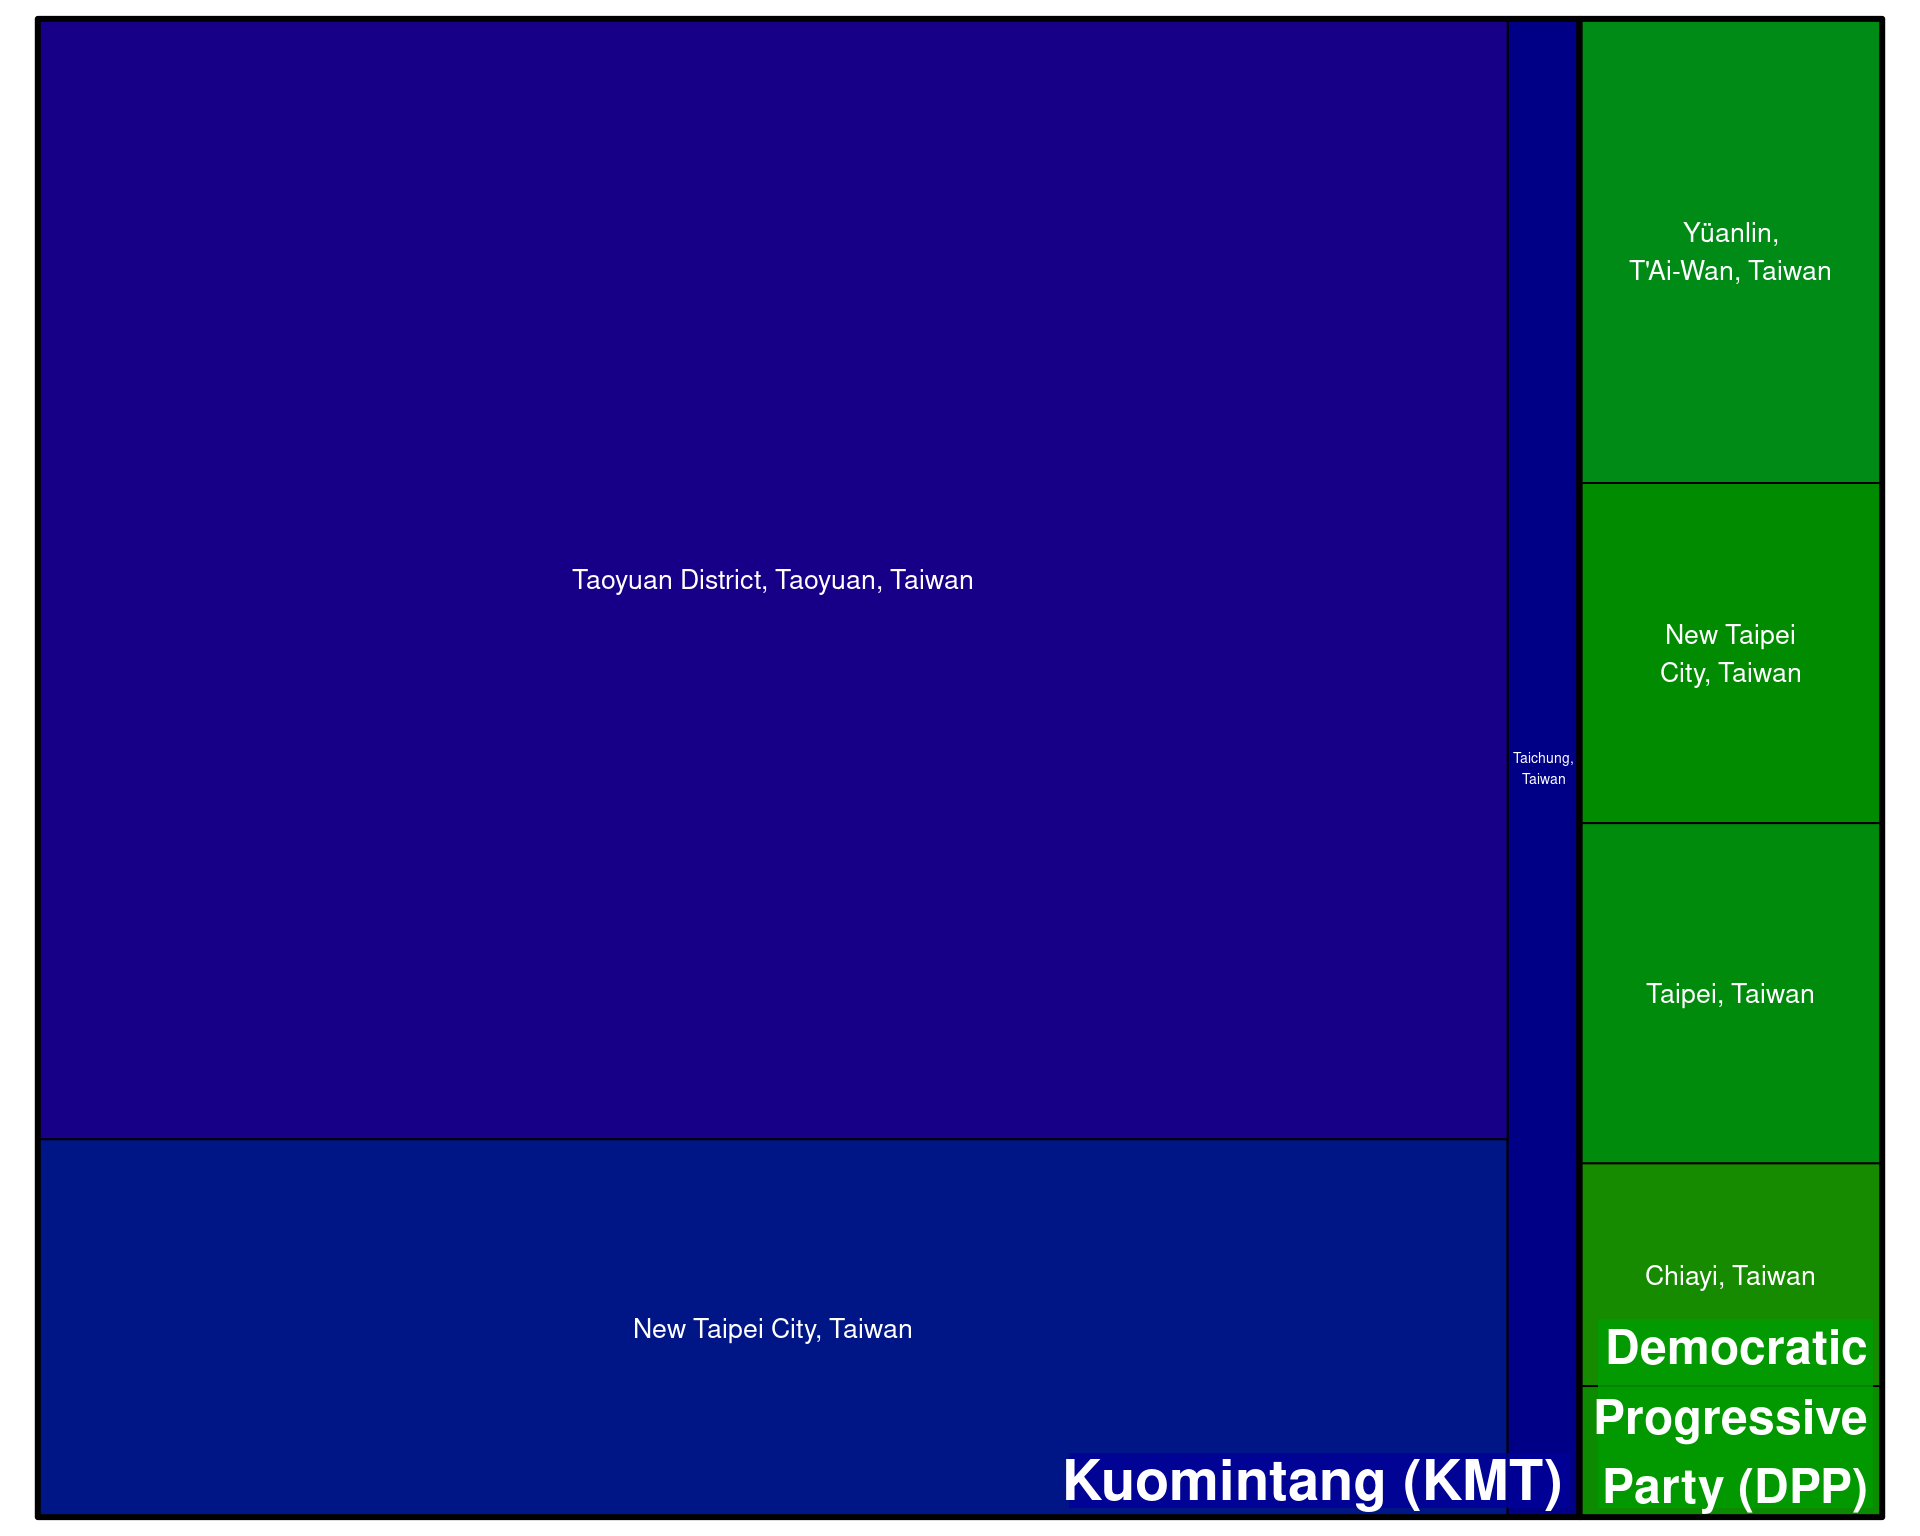 Taoyuan District, Taoyuan, Taiwan
New Taipei City, Taiwan
Kuomintang (KMT)
Taichung,
Taiwan
Yüanlin,
T'Ai-Wan, Taiwan
New Taipei
City, Taiwan
Taipei, Taiwan
Chiayi, Taiwan
Democratic
Progressive
Party (DPP)